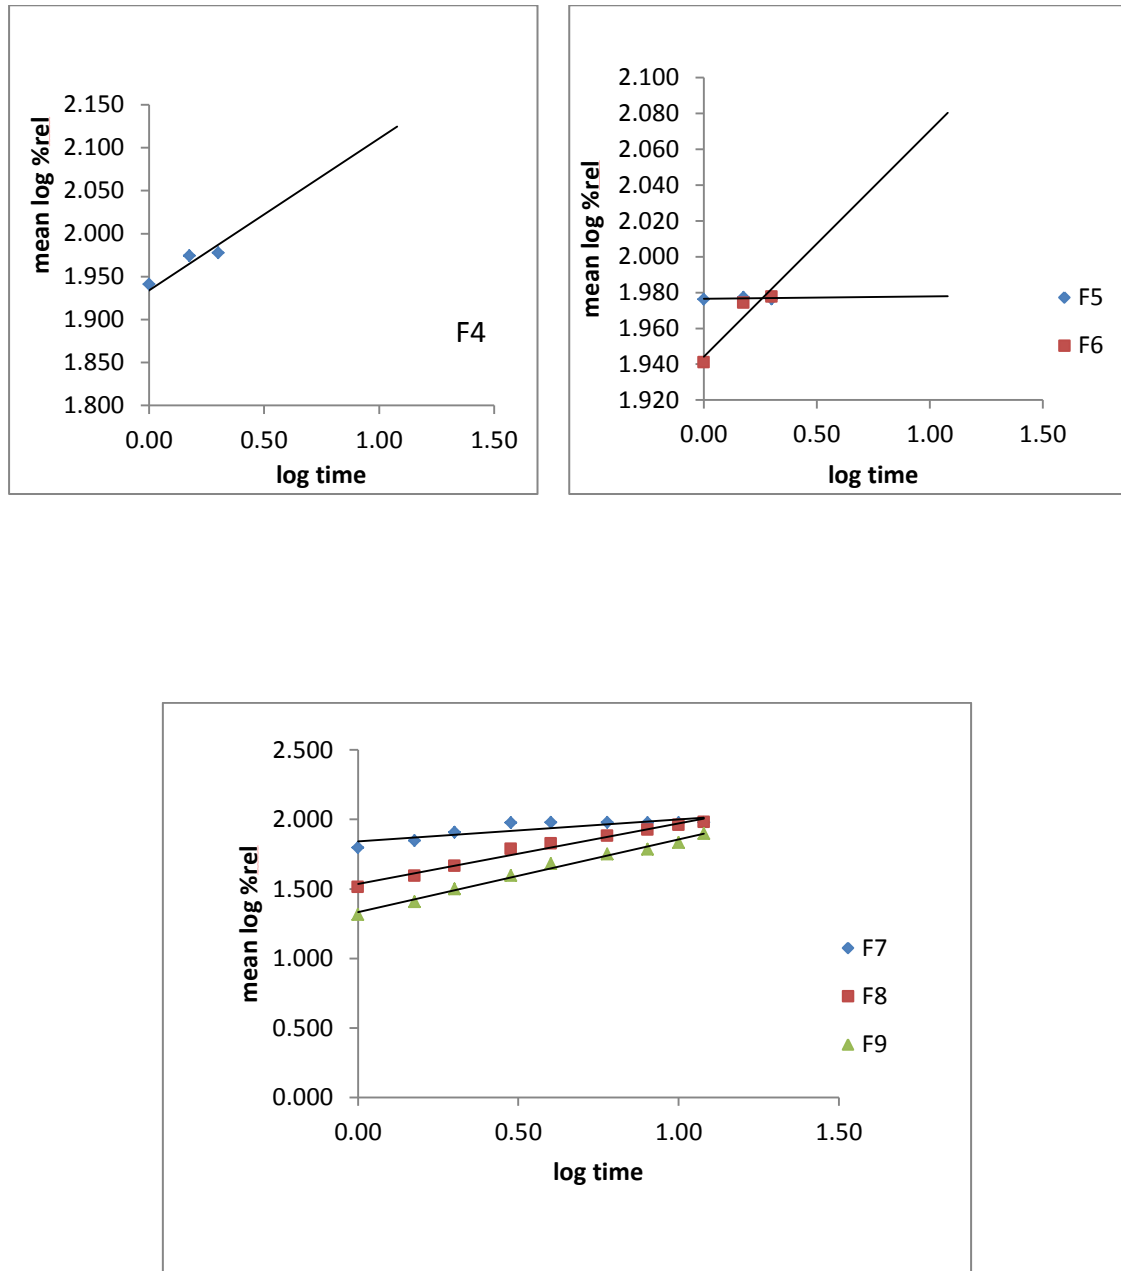 2.150
2.100
2.050
2.000
1.950
1.900
1.850
1.800
mean log %rel
F4
0.00 0.50 1.00 1.50
log time
2.100
2.080
2.060
2.040
2.020
2.000
1.980
1.960
1.940
1.920
mean log %rel
F5
F6
0.00 0.50 1.00 1.50
log time
2.500
2.000
1.500
1.000
0.500
0.000
mean log %rel
F7
F8
F9
0.00 0.50 1.00 1.50
log time